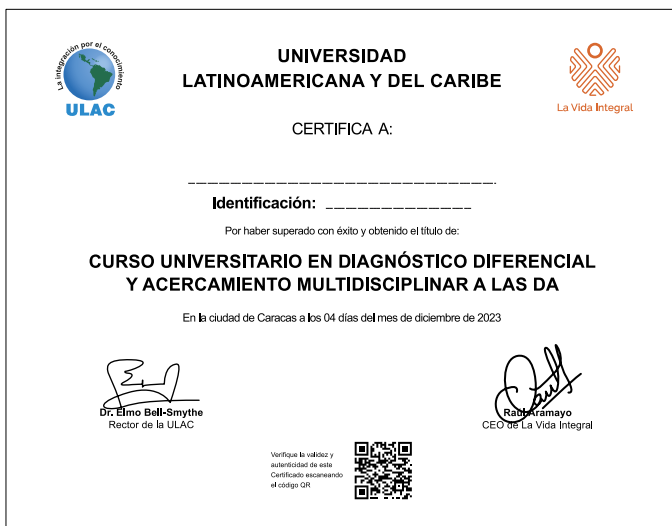 La integración por el conocimiento
ULAC
UNIVERSIDAD
LATINOAMERICANA Y DEL CARIBE
La Vida Integral
CERTIFICA A:
Identificación:
Por haber superado con éxito y obtenido el título de:
CURSO UNIVERSITARIO EN DIAGNÓSTICO DIFERENCIAL
Y ACERCAMIENTO MULTIDISCIPLINAR A LAS DA
En la ciudad de Caracas a los 04 días del mes de diciembre de 2023
Dr. Elmo Bell-Smythe
Rector de la ULAC
Raúl Aramayo
CEO de La Vida Integral
Verifique la validez y
autenticidad de este
Certificado escaneando
el código QR